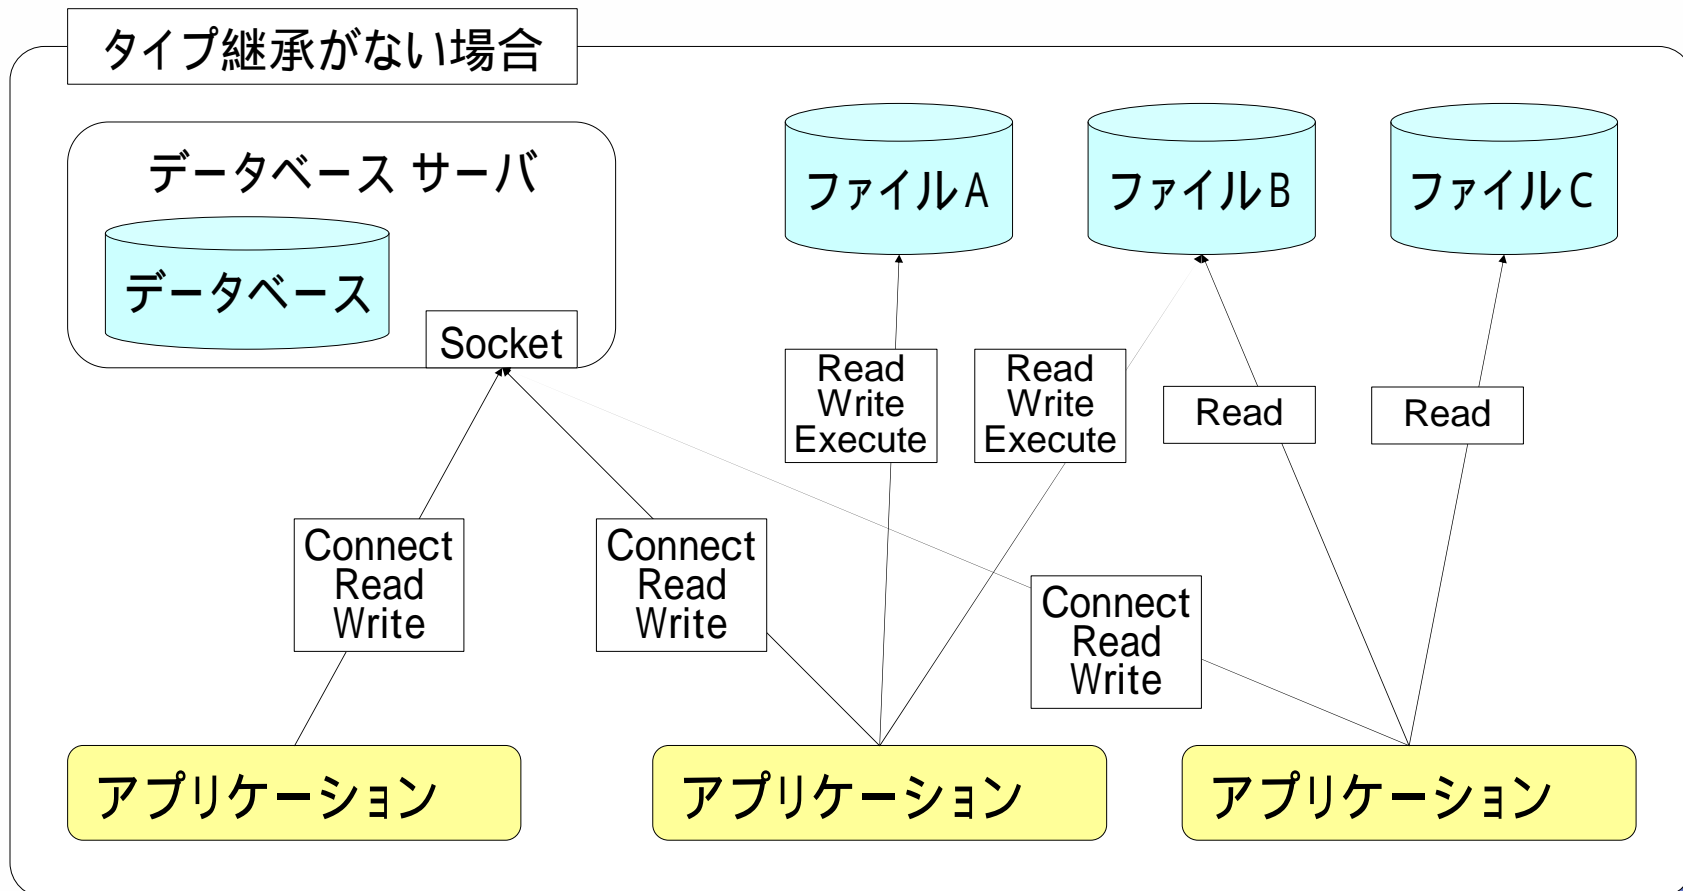 タイプ継承がない場合
データベース サーバ
データベース
Socket
ファイルA
ファイルB
ファイルC
Read
Write
Execute
Read
Write
Execute
Read
Read
Connect
Read
Write
Connect
Read
Write
Connect
Read
Write
アプリケーション
アプリケーション
アプリケーション